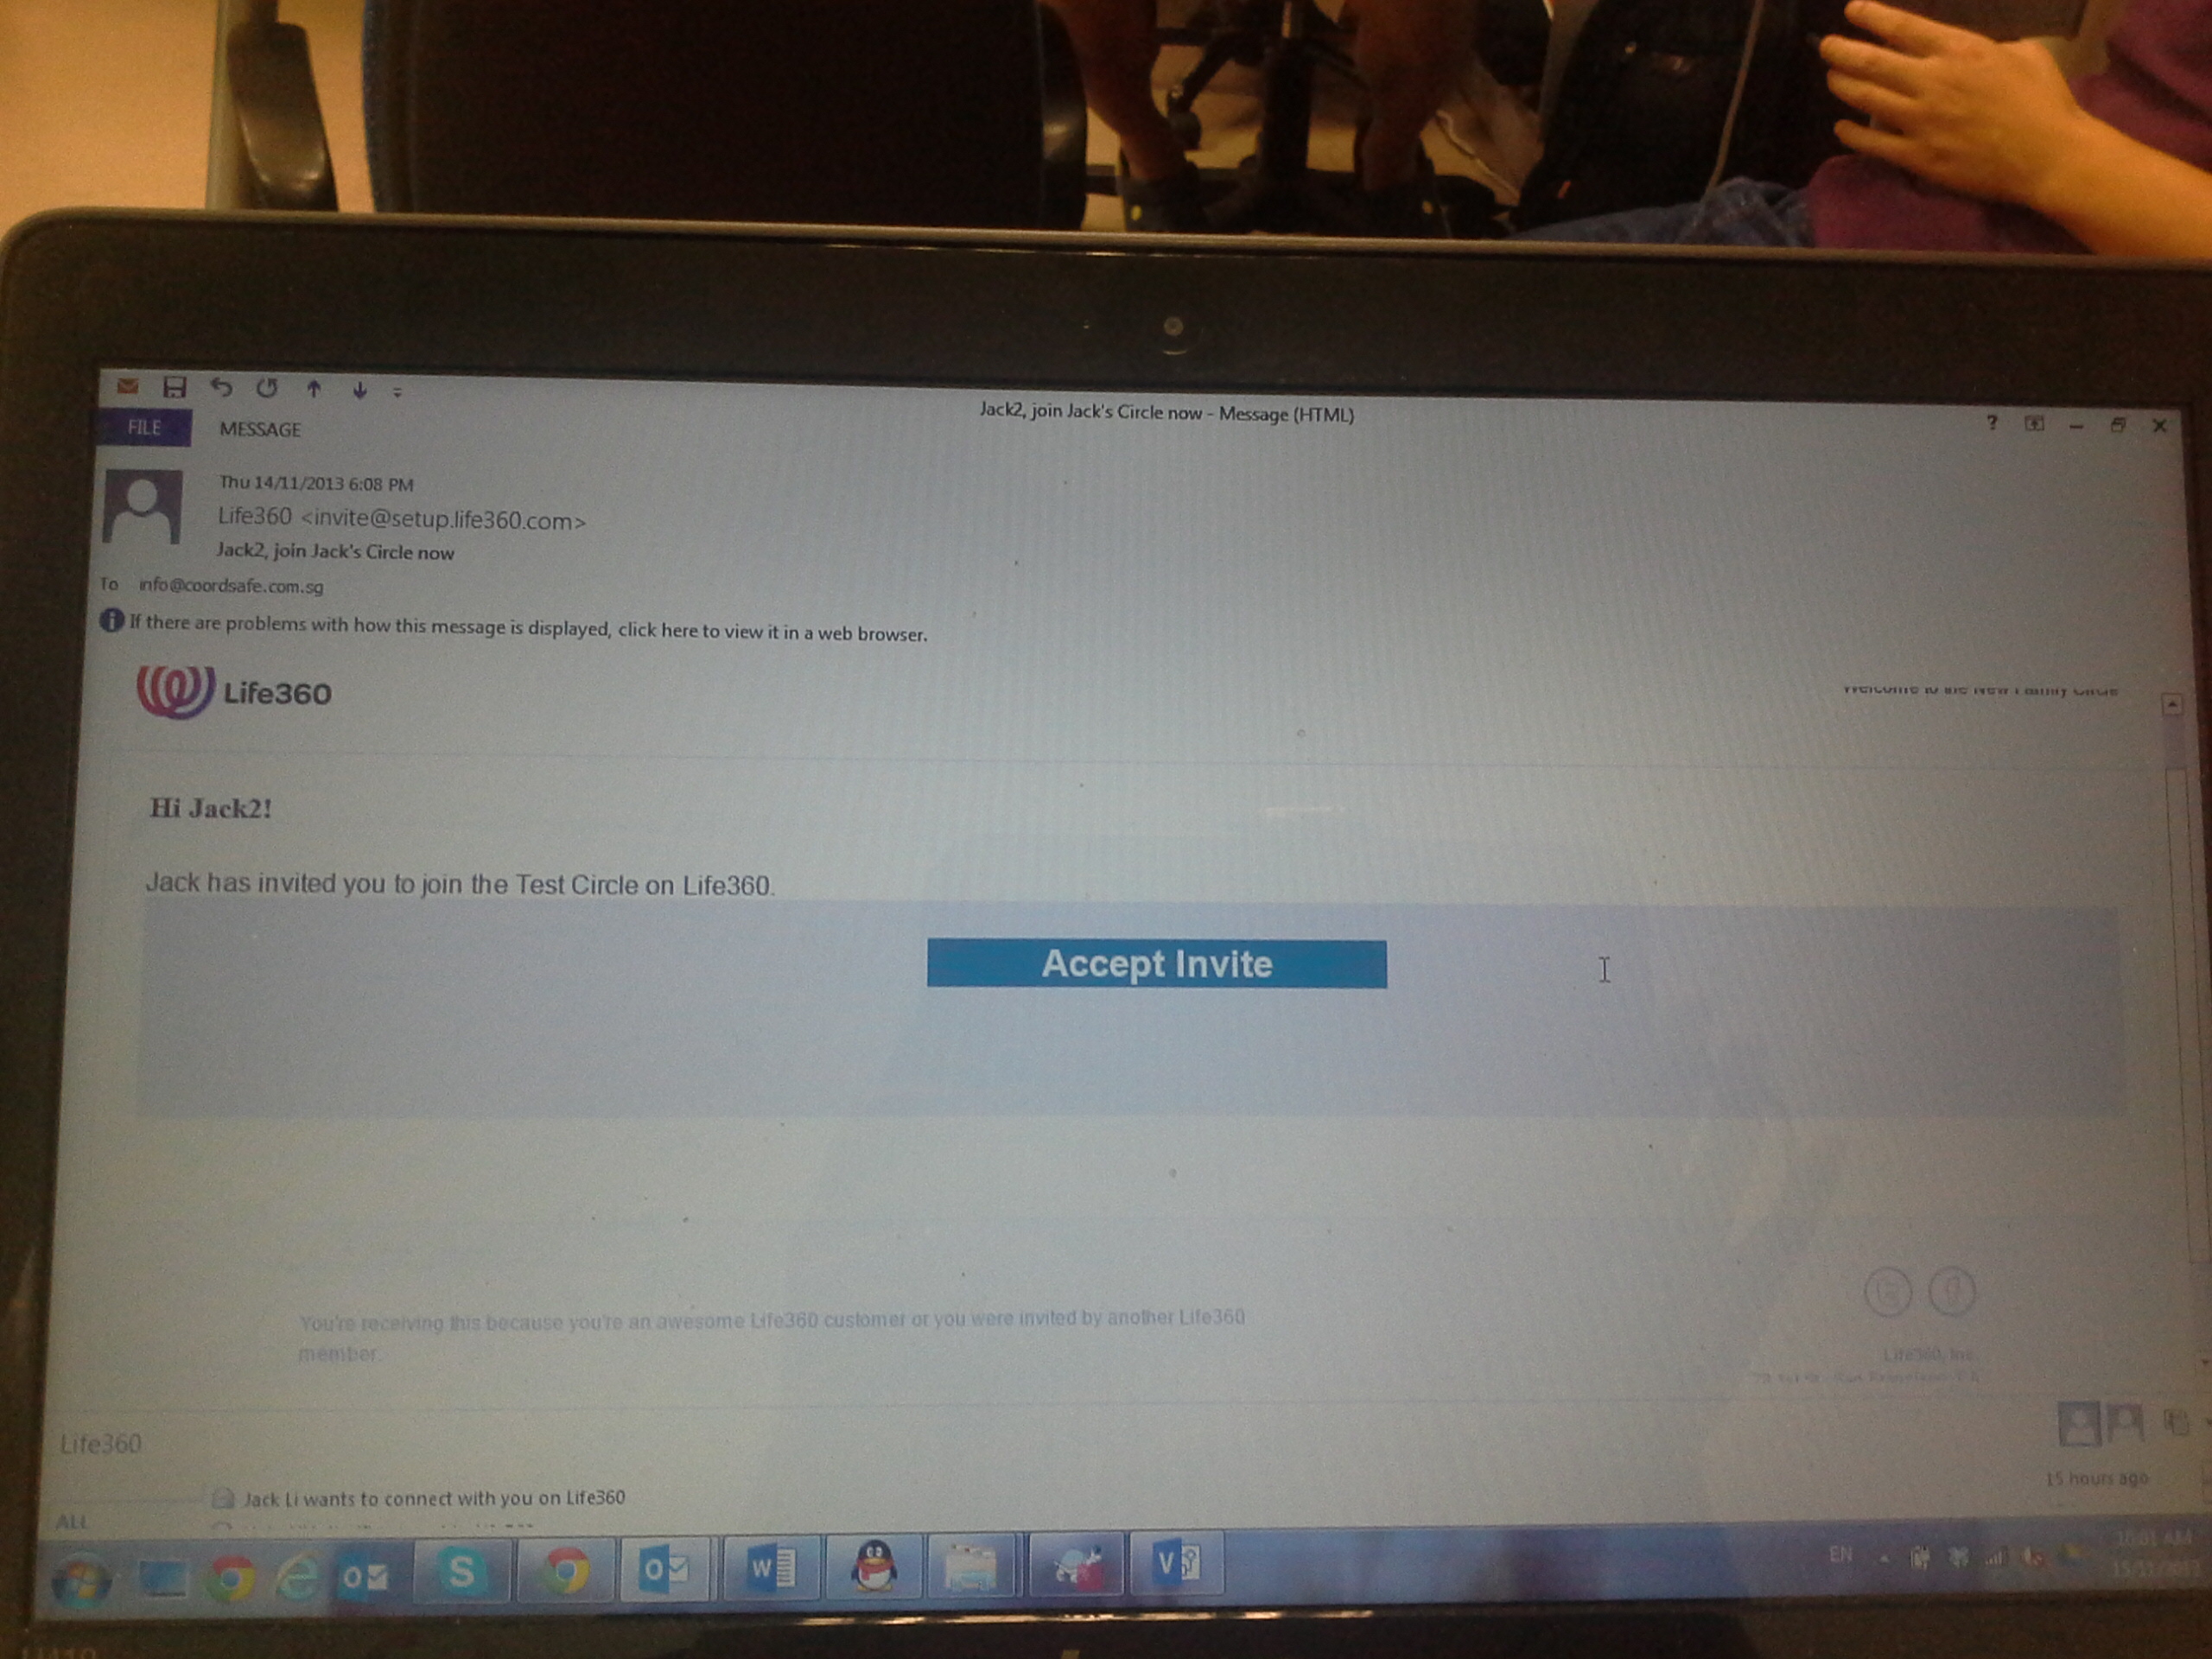 Jack2, join Jack's Circle now - Message (HTML)
?
FILE
MESSAGE
Thu 14/11/2013 6:08 PM
Life360 <invite@setup.life360.com>
Jack2, join Jack's Circle now
To info@coordsafe.com.sg
i If there are problems with how this message is displayed, click here to view it in a web browser.
Life360
Welcome to the New Family Circle
Hi Jack2!
Jack has invited you to join the Test Circle on Life360.
Accept Invite
You're receiving this because you're an awesome Life360 customer or you were invited by another Life360
member.
Life360, Inc.
Life360
15 hours ago
Jack Li wants to connect with you on Life360
ALL
S
O
O
W
V
EN
10:01 AM